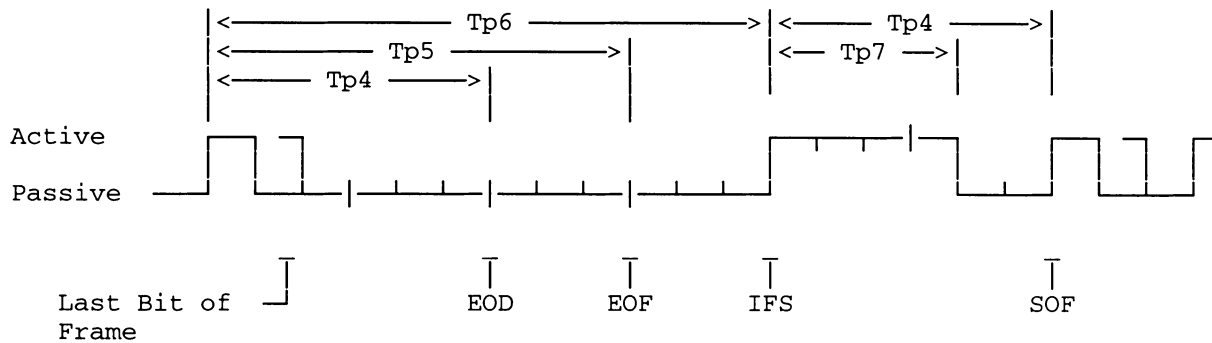 Tp6 Tp4
Tp5 Tp7
Tp4
Active
Passive
Last Bit of EOD EOF IFS SOF
Frame